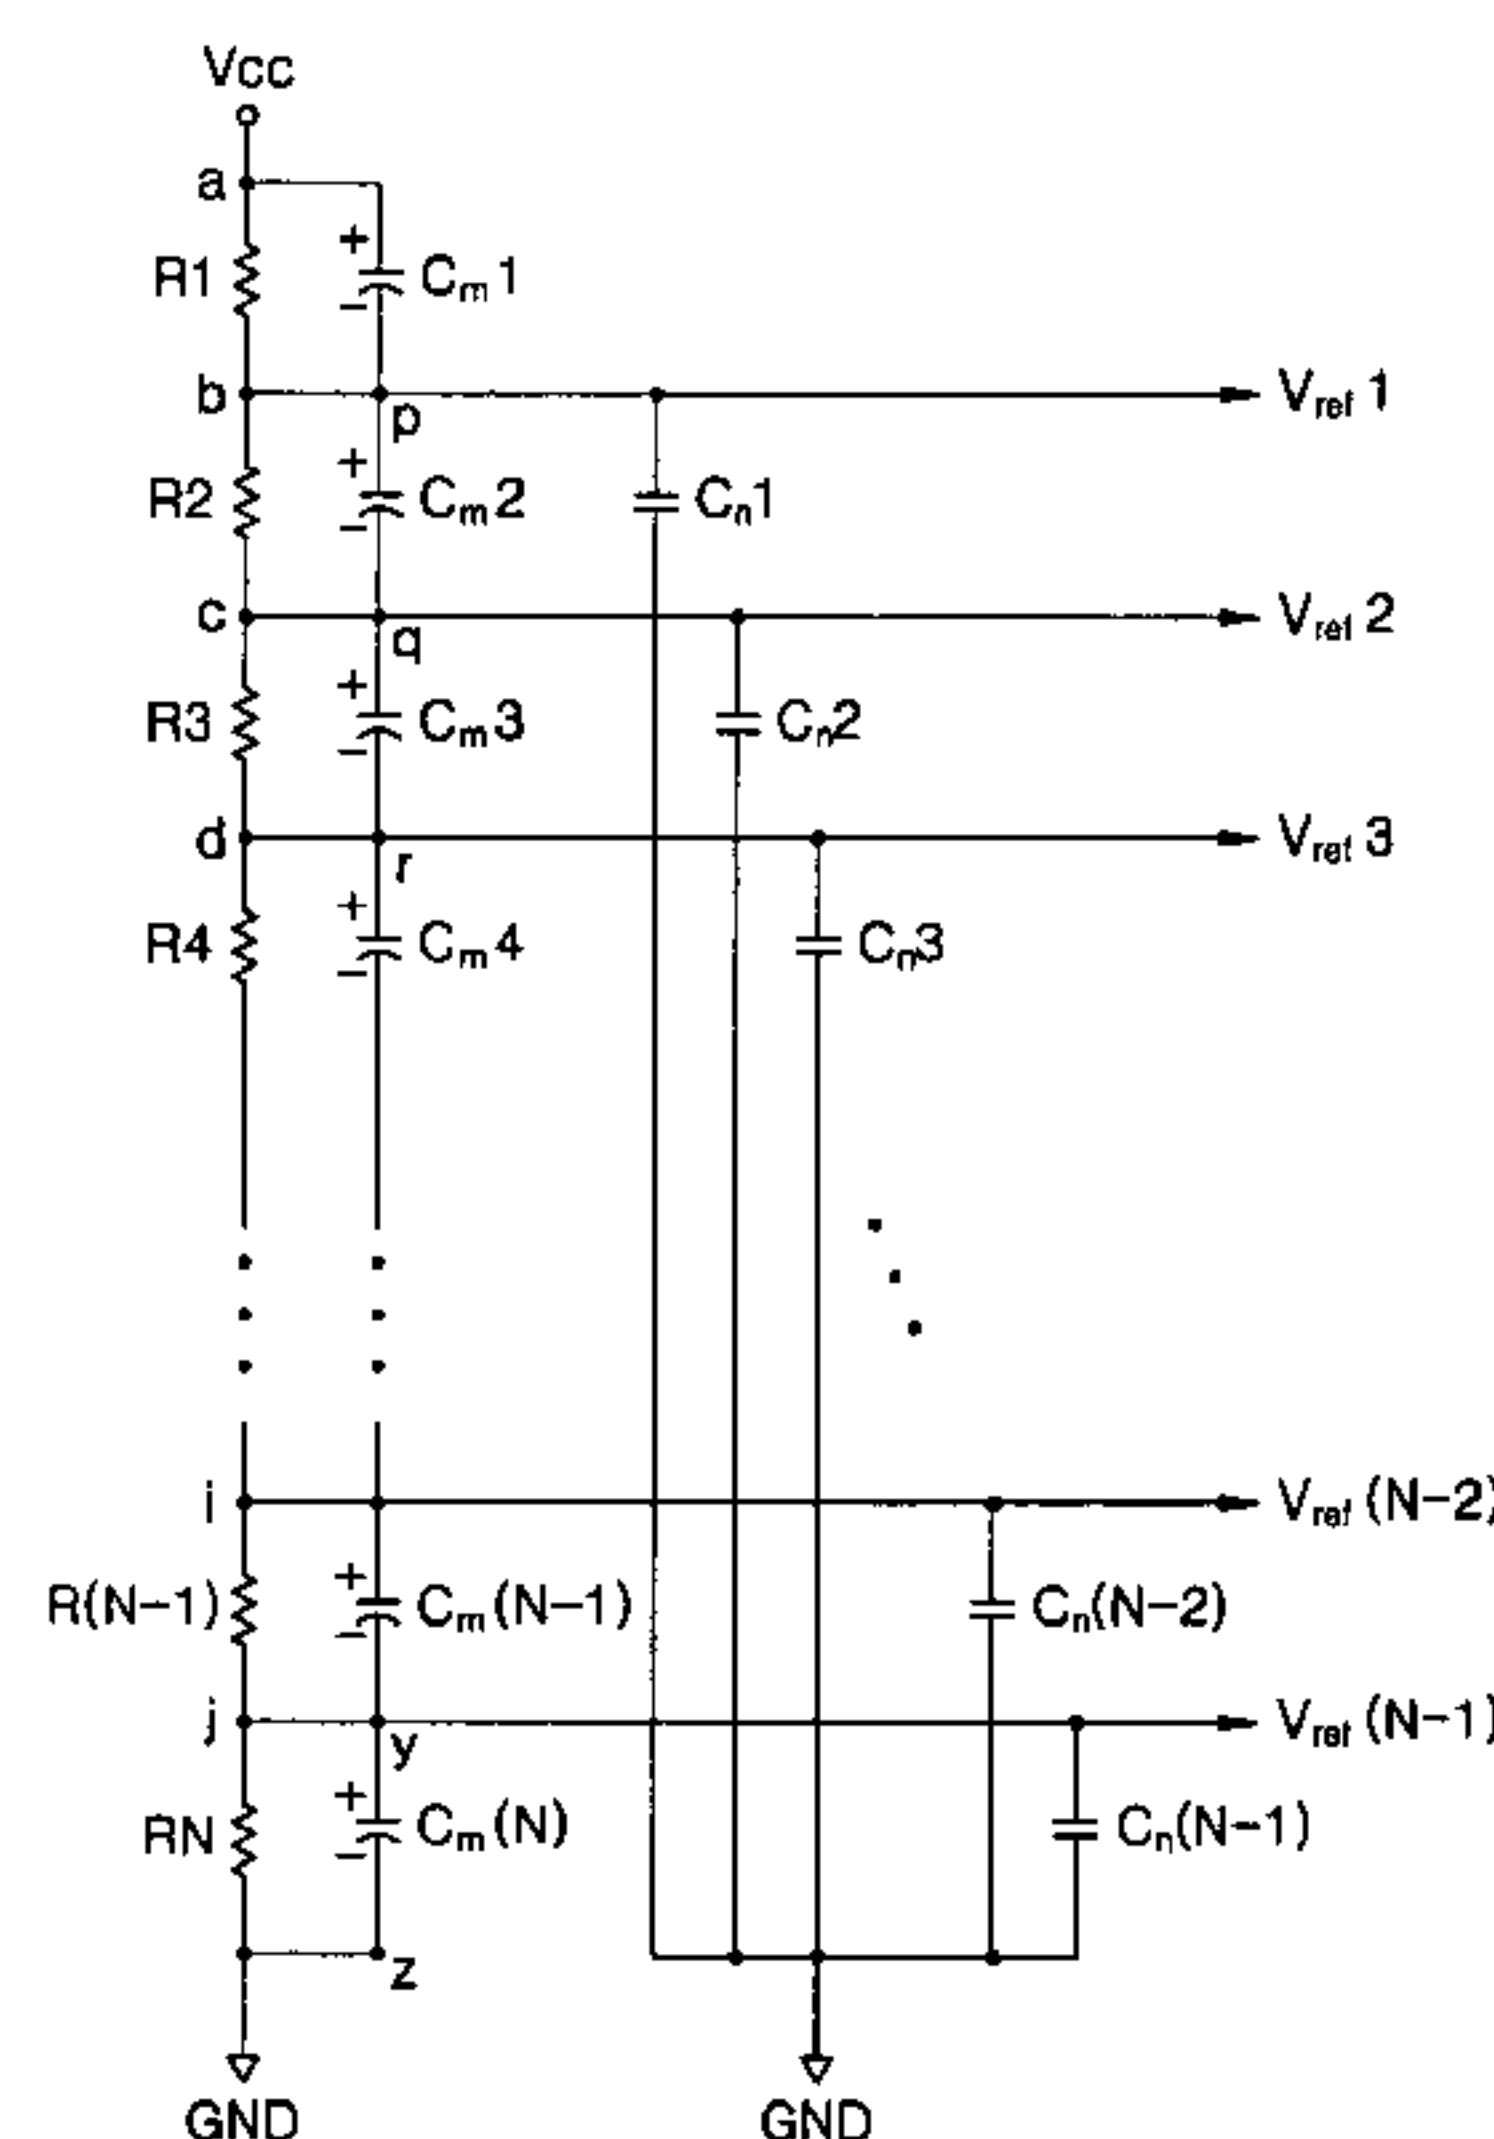 Vcc
a
R1
+
−
Cm1
b
p
Vref 1
R2
+
−
Cm2
Cn1
c
q
Vref 2
R3
+
−
Cm3
Cn2
d
r
Vref 3
R4
+
−
Cm4
Cn3
i
Vref (N−2)
R(N−1)
+
−
Cm(N−1)
Cn(N−2)
j
y
Vref (N−1)
RN
+
−
Cm(N)
Cn(N−1)
z
GND
GND